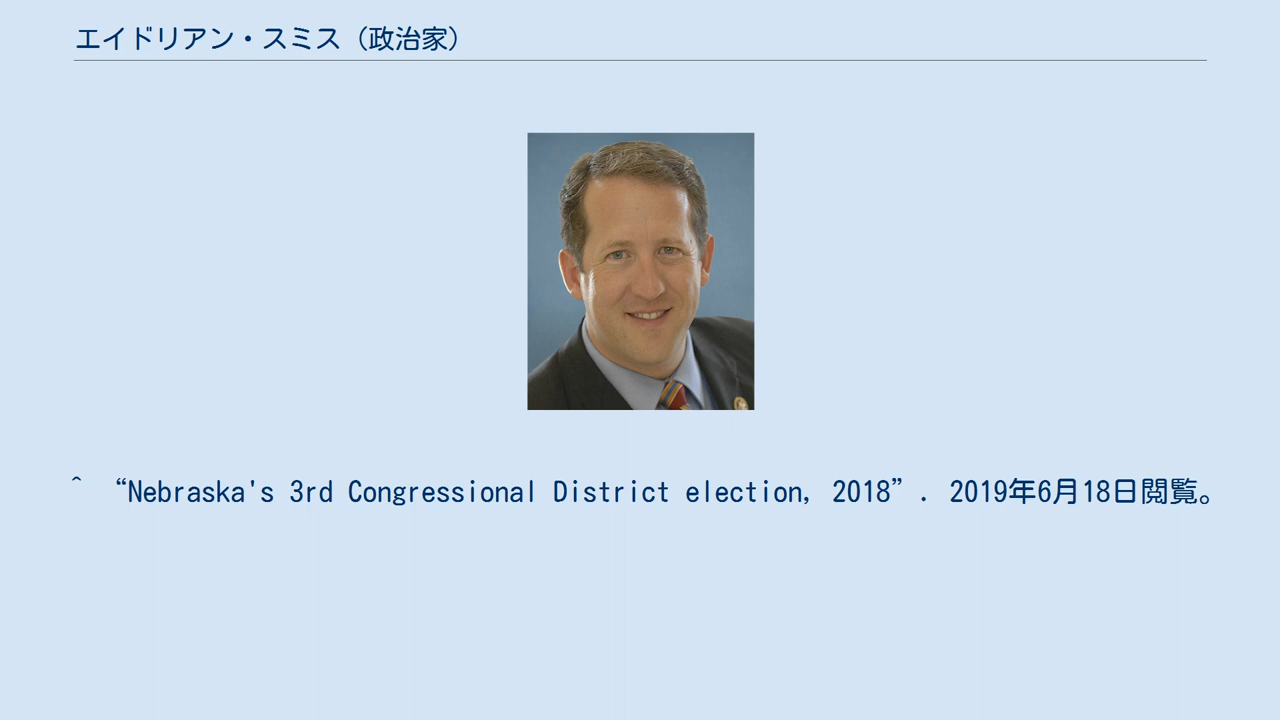 エイドリアン・スミス（政治家）
^ “Nebraska's 3rd Congressional District election, 2018”. 2019年6月18日閲覧。